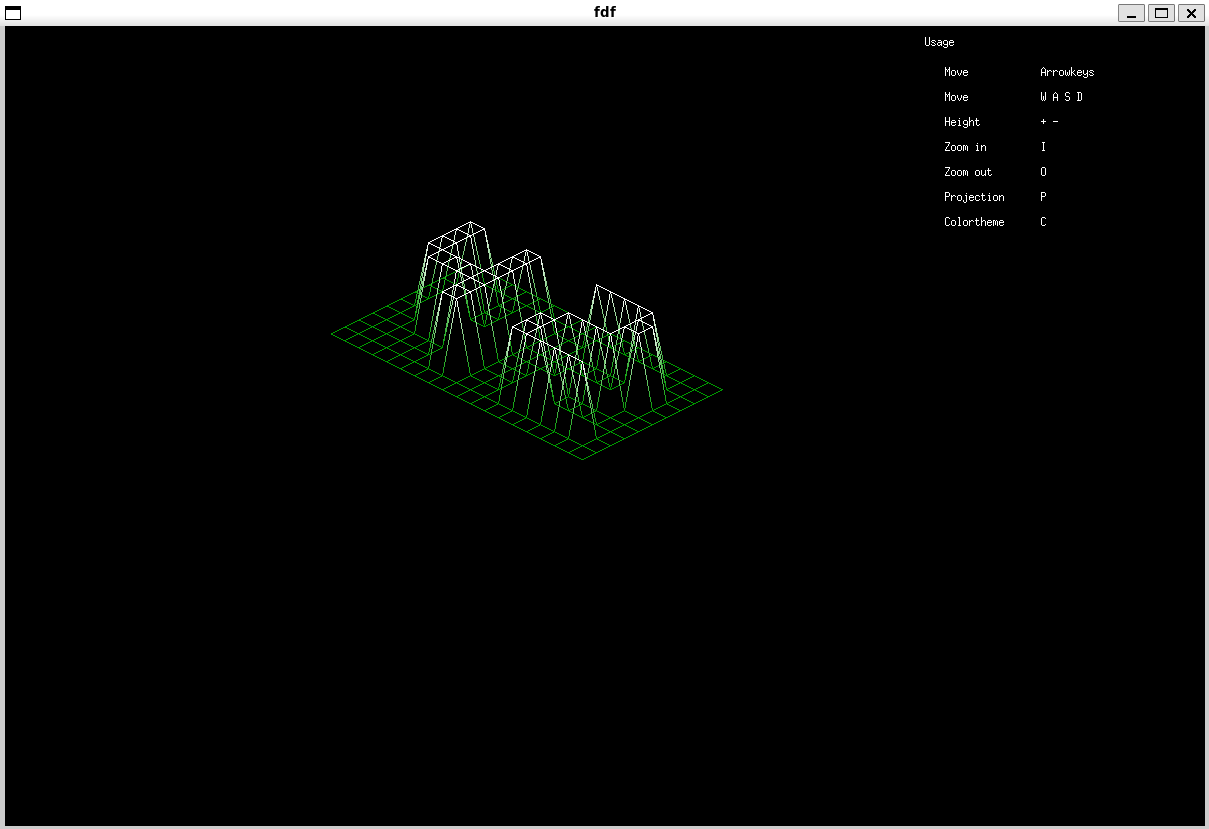 fdf
Usage
Move Arrowkeys
Move W A S D
Height + -
Zoom in I
Zoom out O
Projection P
Colortheme C